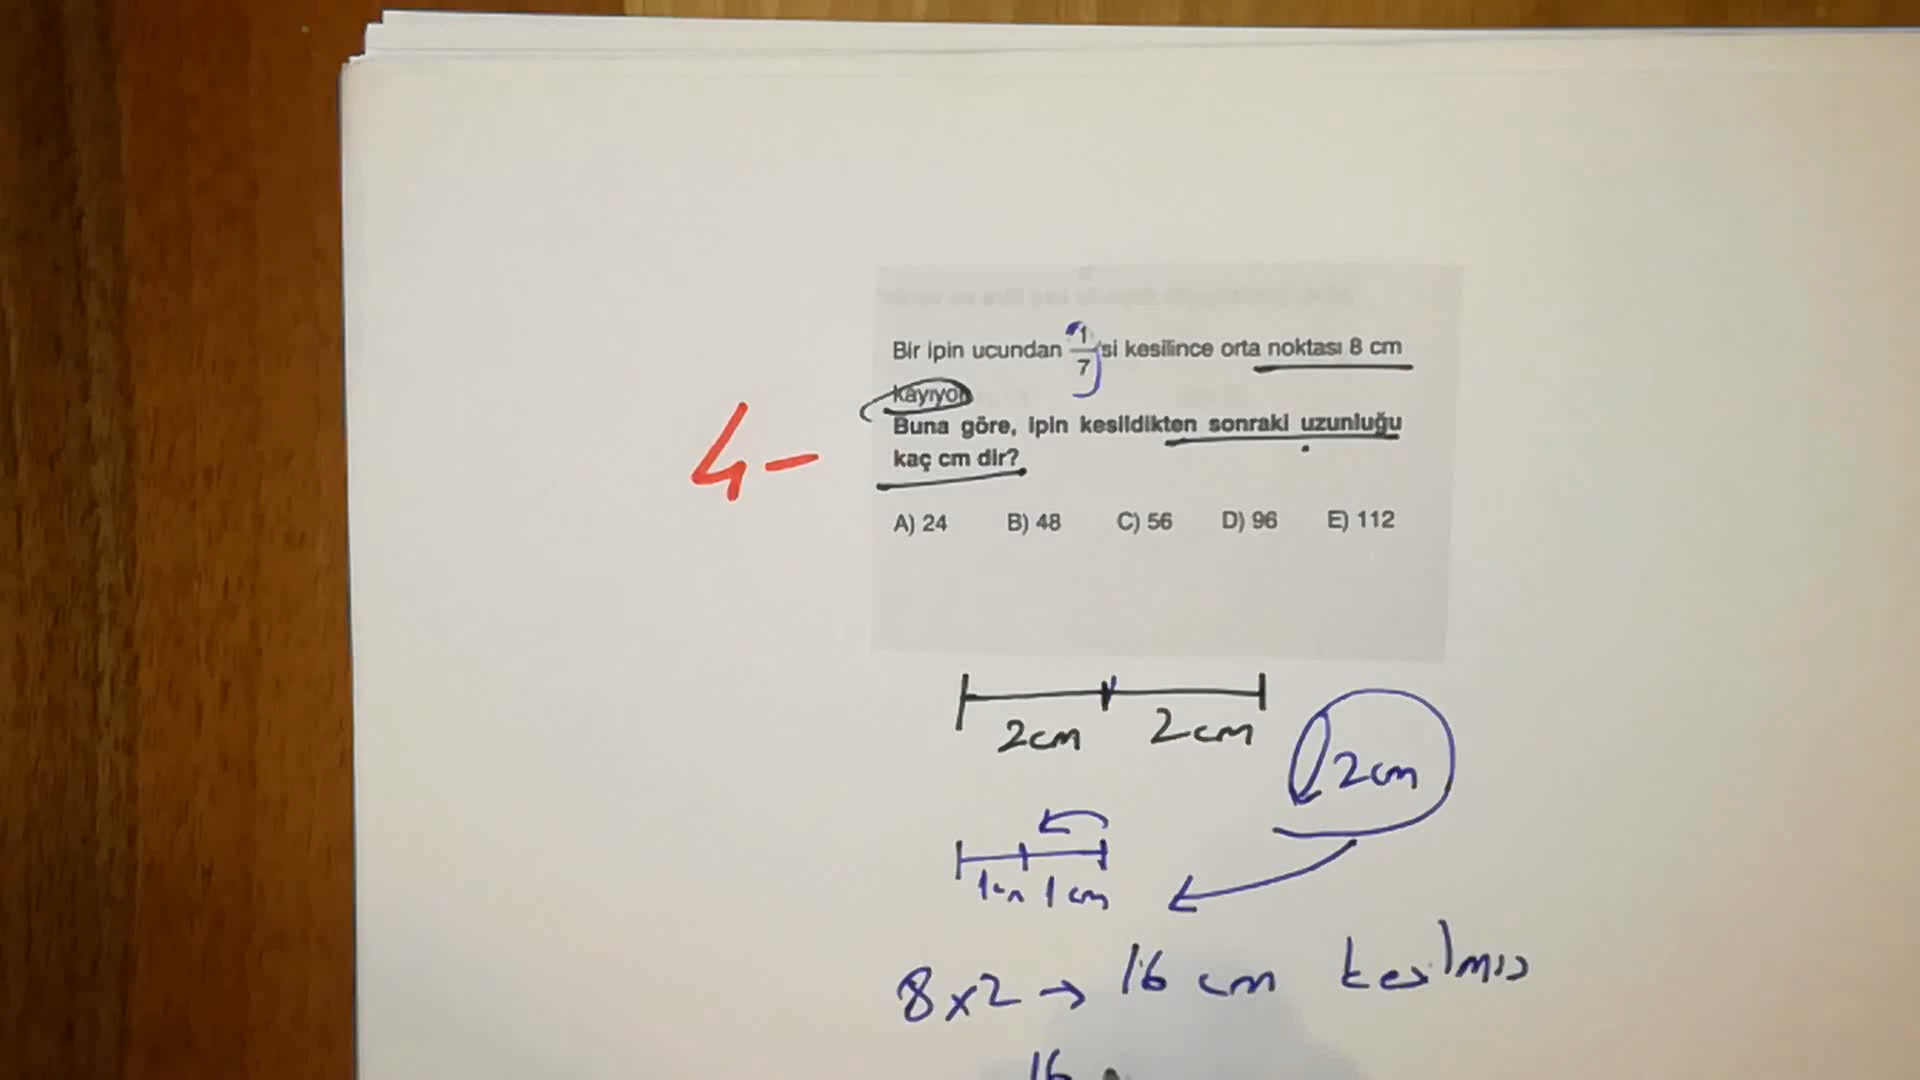 Bir ipin ucundan 1/7 si kesilince orta noktası 8 cm
kayıyor
Buna göre, ipin kesildikten sonraki uzunluğu
kaç cm dir?
4-
A) 24 B) 48 C) 56 D) 96 E) 112
2cm 2cm
2cm
1cm 1cm
8x2 → 16 cm kesilmiş
16